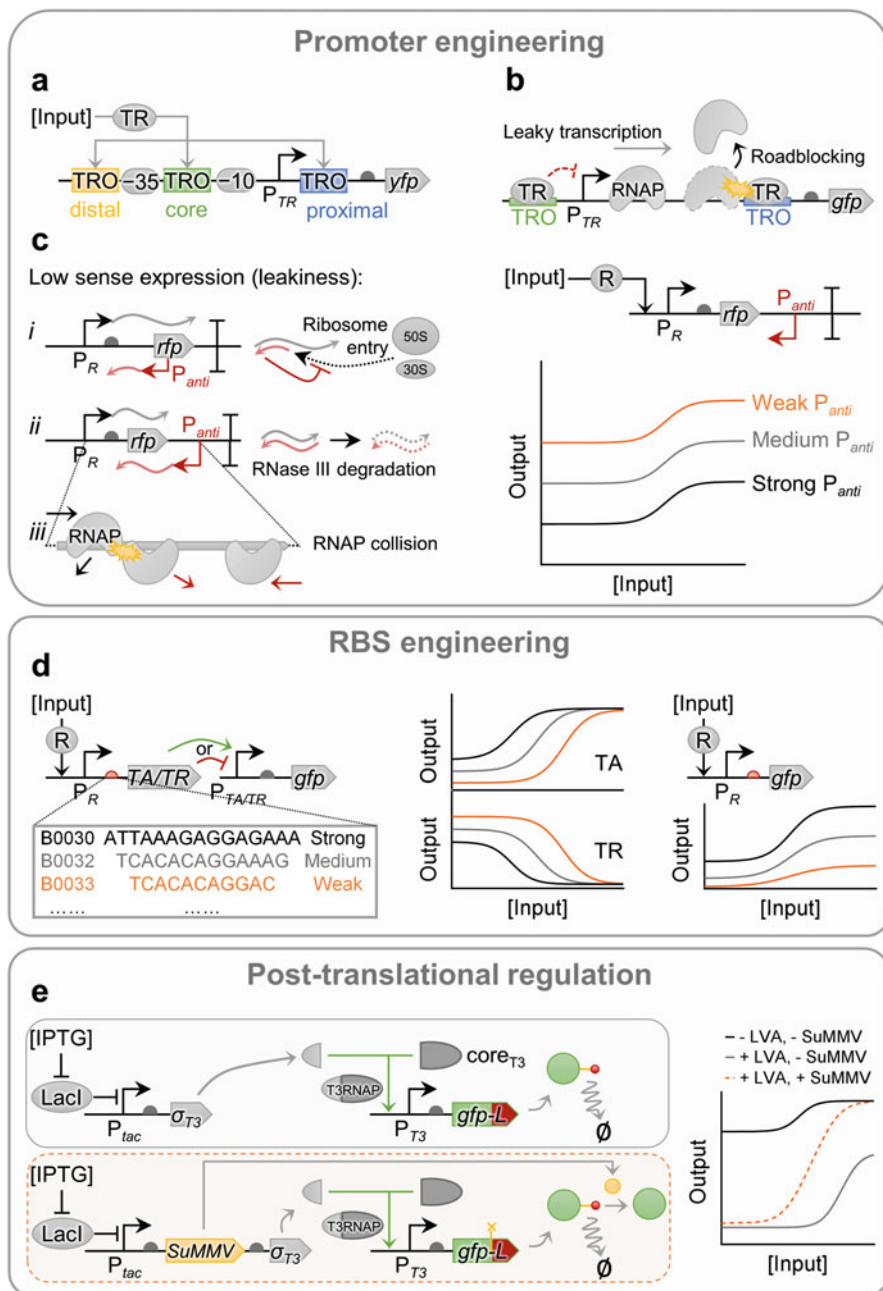 Promoter engineering
a
[Input] TR
TRO –35 TRO –10 TRO yfp
P_TR
distal core proximal
b
Leaky transcription
Roadblocking
TR RNAP TR
TRO P_TR TRO gfp
c
Low sense expression (leakiness):
i
P_R rfp P_anti
Ribosome entry
50S
30S
ii
P_R rfp P_anti
RNase III degradation
iii
RNAP
RNAP collision
[Input] R
P_R rfp P_anti
Output
Weak P_anti
Medium P_anti
Strong P_anti
[Input]
RBS engineering
d
[Input]
R
or
P_R TA/TR P_TA/TR gfp
B0030 ATTAAAGAGGAGAAA Strong
B0032 TCACACAGGAAAG Medium
B0033 TCACACAGGAC Weak
...... ......
Output
TA
Output
TR
[Input]
[Input]
R
P_R gfp
Output
[Input]
Post-translational regulation
e
[IPTG]
LacI
P_tac σ_T3
core_T3
T3RNAP
P_T3 gfp-L
Ø
[IPTG]
LacI
P_tac SuMMV σ_T3
T3RNAP
P_T3 gfp-L
Ø
- LVA, - SuMMV
+ LVA, - SuMMV
+ LVA, + SuMMV
Output
[Input]